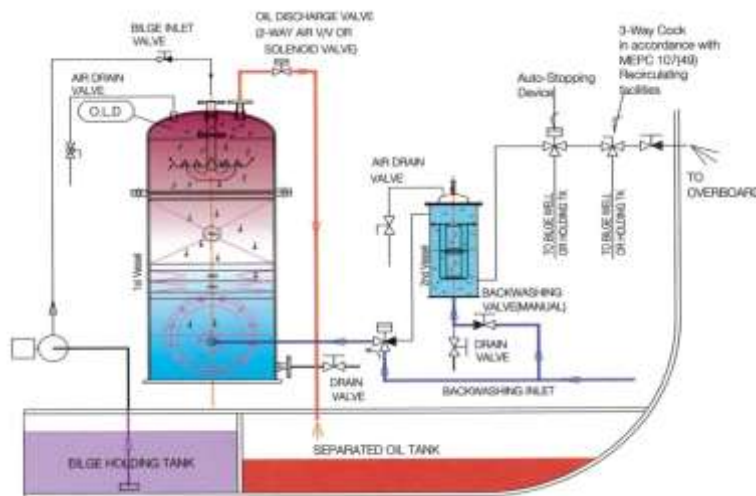 BILGE INLET
VALVE
OIL DISCHARGE VALVE
(2-WAY AIR V/V OR
SOLENOID VALVE)
3-Way Cock
in accordance with
MEPC 107(49)
Recirculating
facilities
Auto-Stopping
Device
AIR DRAIN
VALVE
O.L.D
TO
OVERBOARD
AIR DRAIN
VALVE
TO BILGE WELL
OR HOLDING TK
TO BILGE WELL
OR HOLDING TK
1st Vessel
2nd Vessel
BACKWASHING
VALVE(MANUAL)
DRAIN
VALVE
DRAIN
VALVE
BACKWASHING INLET
BILGE HOLDING TANK
SEPARATED OIL TANK